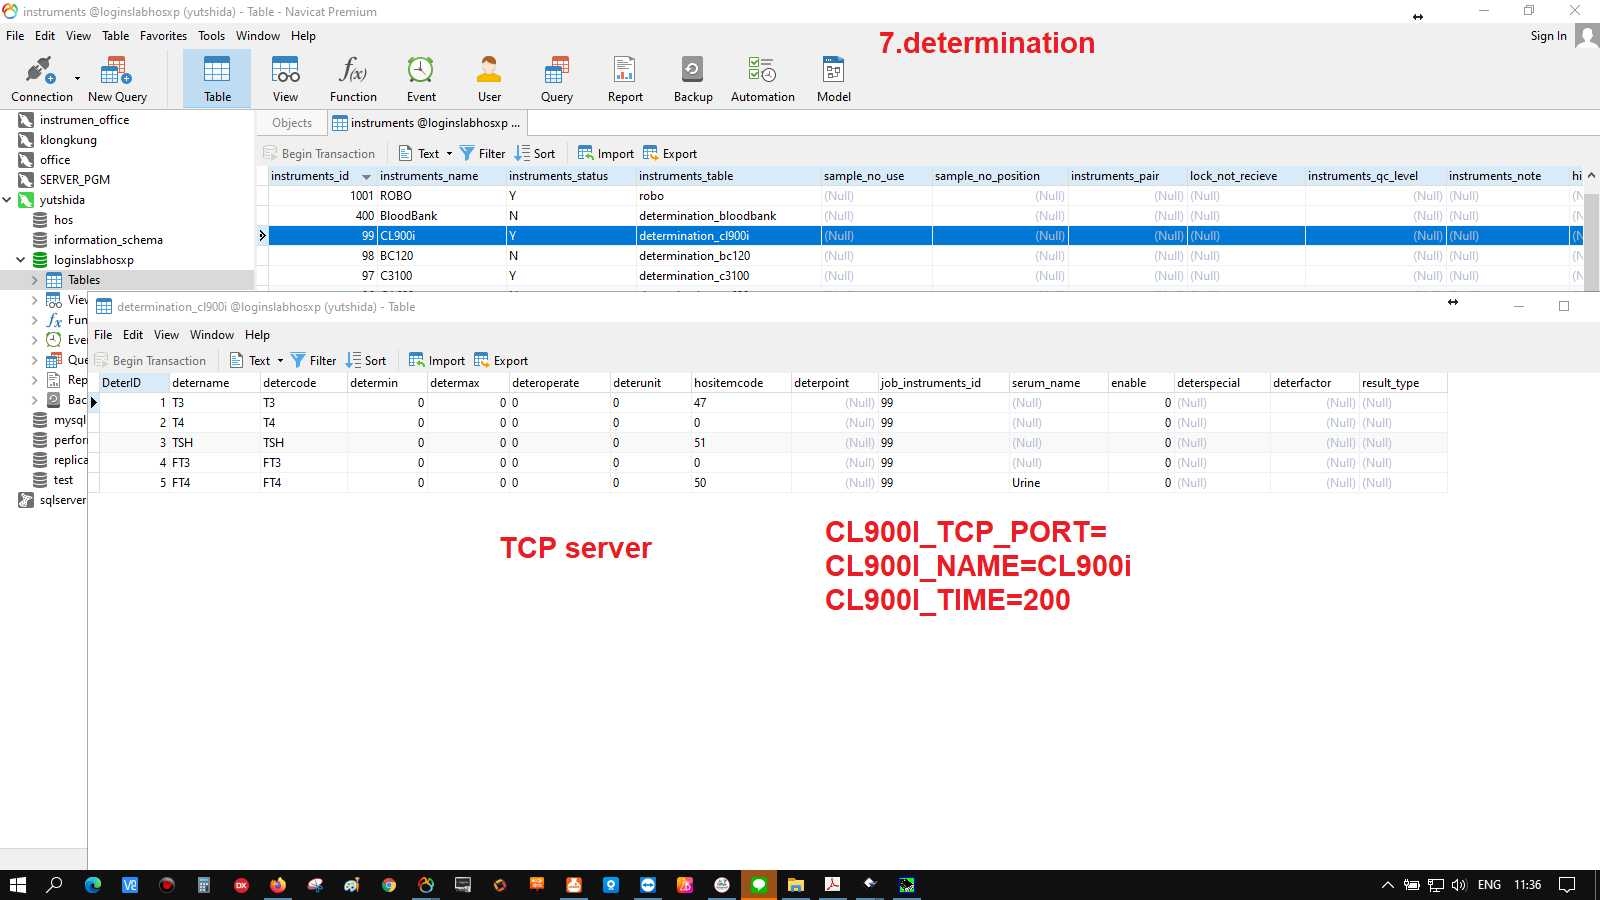 instruments @loginslabhosxp (yutshida) - Table - Navicat Premium
File Edit View Table Favorites Tools Window Help
7.determination
Sign In
Connection New Query Table View Function Event User Query Report Backup Automation Model
instrumen_office
klongkung
office
SERVER_PGM
yutshida
hos
information_schema
loginslabhosxp
Tables
Objects instruments @loginslabhosxp ...
Begin Transaction Text Filter Sort Import Export
instruments_id instruments_name instruments_status instruments_table sample_no_use sample_no_position instruments_pair lock_not_recieve instruments_qc_level instruments_note hi
1001 ROBO Y robo (Null) (Null) (Null) (Null) (Null) (Null) (N
400 BloodBank N determination_bloodbank (Null) (Null) (Null) (Null) (Null) (Null) (N
99 CL900i Y determination_cl900i (Null) (Null) (Null) (Null) (Null) (Null) (N
98 BC120 N determination_bc120 (Null) (Null) (Null) (Null) (Null) (Null) (N
97 C3100 Y determination_c3100 (Null) (Null) (Null) (Null) (Null) (Null) (N
Viev
Fun
Eve
Que
Rep
Bac
mysql
perforr
replica
test
sqlserver
determination_cl900i @loginslabhosxp (yutshida) - Table
File Edit View Window Help
Begin Transaction Text Filter Sort Import Export
DeterID detername detercode determin determax deteroperate deterunit hositemcode deterpoint job_instruments_id serum_name enable deterspecial deterfactor result_type
1 T3 T3 0 0 0 0 47 (Null) 99 (Null) 0 (Null) (Null) (Null)
2 T4 T4 0 0 0 0 0 (Null) 99 (Null) 0 (Null) (Null) (Null)
3 TSH TSH 0 0 0 0 51 (Null) 99 (Null) 0 (Null) (Null) (Null)
4 FT3 FT3 0 0 0 0 0 (Null) 99 (Null) 0 (Null) (Null) (Null)
5 FT4 FT4 0 0 0 0 50 (Null) 99 Urine 0 (Null) (Null) (Null)
TCP server
CL900I_TCP_PORT=
CL900I_NAME=CL900i
CL900I_TIME=200
ENG 11:36